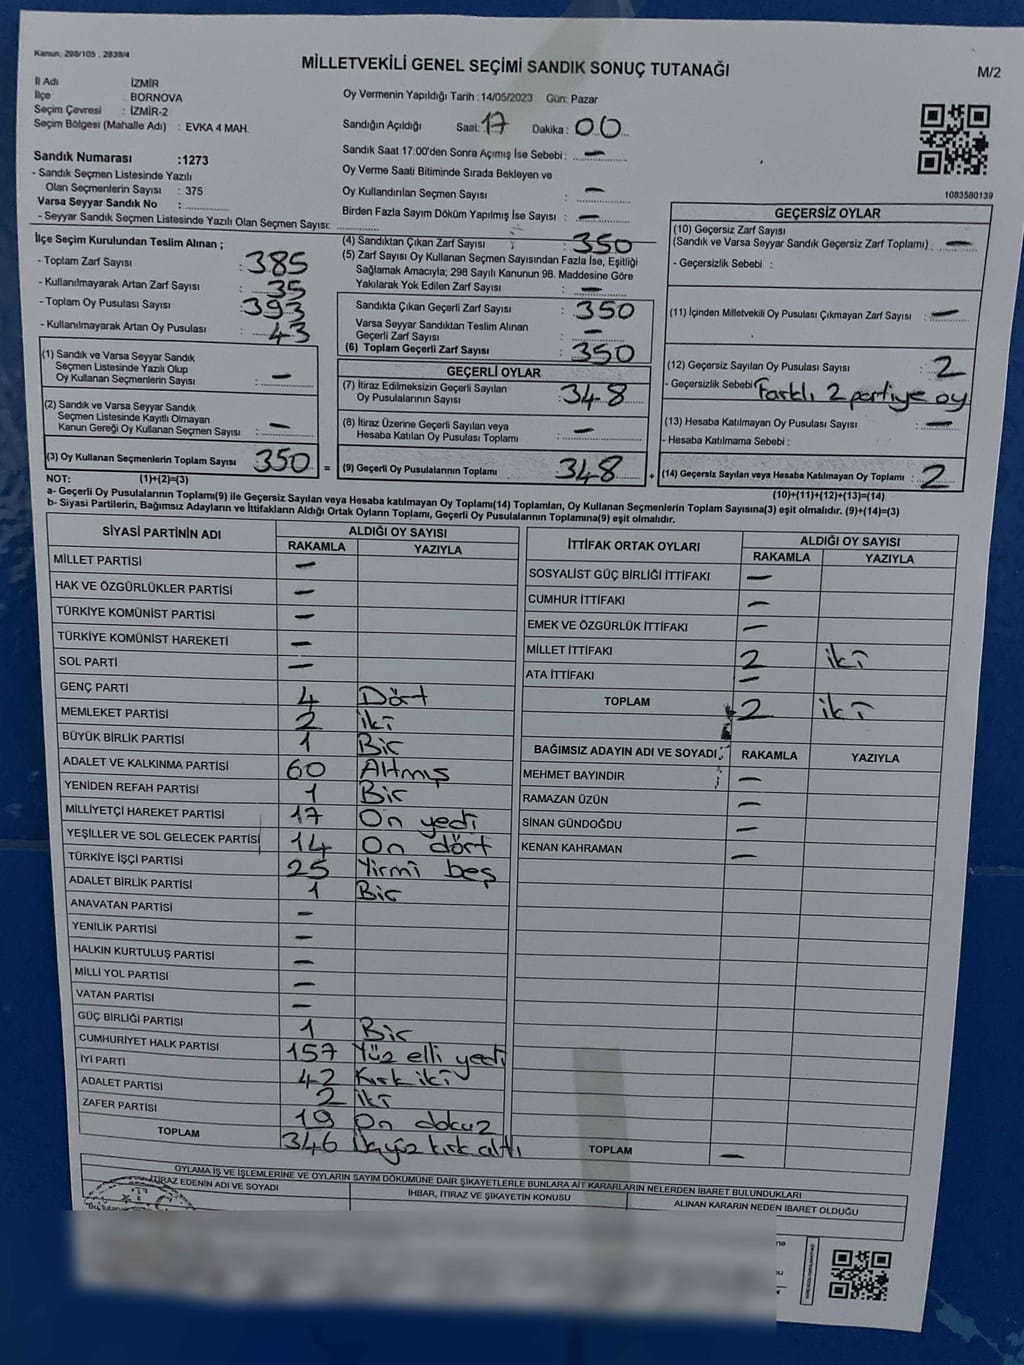 Kanun, 298/105 , 2839/4
MİLLETVEKİLİ GENEL SEÇİMİ SANDIK SONUÇ TUTANAĞI
M/2
İl Adı : İZMİR
İlçe : BORNOVA
Seçim Çevresi : İZMİR-2
Seçim Bölgesi (Mahalle Adı) : EVKA 4 MAH.
Sandık Numarası :1273
- Sandık Seçmen Listesinde Yazılı
Olan Seçmenlerin Sayısı : 375
Varsa Seyyar Sandık No :
- Seyyar Sandık Seçmen Listesinde Yazılı Olan Seçmen Sayısı:
Oy Vermenin Yapıldığı Tarih :14/05/2023 Gün: Pazar
Sandığın Açıldığı Saat: 17 Dakika : 00
Sandık Saat 17:00'den Sonra Açımış İse Sebebi : —
Oy Verme Saati Bitiminde Sırada Bekleyen ve
Oy Kullandırılan Seçmen Sayısı : —
Birden Fazla Sayım Döküm Yapılmış İse Sayısı : —
1083580139
İlçe Seçim Kurulundan Teslim Alınan ;
- Toplam Zarf Sayısı : 385
- Kullanılmayarak Artan Zarf Sayısı : 35
- Toplam Oy Pusulası Sayısı : 393
- Kullanılmayarak Artan Oy Pusulası : 43
(1) Sandık ve Varsa Seyyar Sandık
Seçmen Listesinde Yazılı Olup
Oy Kullanan Seçmenlerin Sayısı : —
(2) Sandık ve Varsa Seyyar Sandık
Seçmen Listesinde Kayıtlı Olmayan
Kanun Gereği Oy Kullanan Seçmen Sayısı : —
(3) Oy Kullanan Seçmenlerin Toplam Sayısı 350 =
(4) Sandıktan Çıkan Zarf Sayısı : 350
(5) Zarf Sayısı Oy Kullanan Seçmen Sayısından Fazla İse, Eşitliği
Sağlamak Amacıyla; 298 Sayılı Kanunun 98. Maddesine Göre
Yakılarak Yok Edilen Zarf Sayısı : —
Sandıkta Çıkan Geçerli Zarf Sayısı : 350
Varsa Seyyar Sandıktan Teslim Alınan
Geçerli Zarf Sayısı : —
(6) Toplam Geçerli Zarf Sayısı : 350
GEÇERLİ OYLAR
(7) İtiraz Edilmeksizin Geçerli Sayılan
Oy Pusulalarının Sayısı : 348
(8) İtiraz Üzerine Geçerli Sayılan veya
Hesaba Katılan Oy Pusulası Toplamı : —
(9) Geçerli Oy Pusulalarının Toplamı 348 +
GEÇERSİZ OYLAR
(10) Geçersiz Zarf Sayısı
(Sandık ve Varsa Seyyar Sandık Geçersiz Zarf Toplamı) : —
- Geçersizlik Sebebi :
(11) İçinden Milletvekili Oy Pusulası Çıkmayan Zarf Sayısı : —
(12) Geçersiz Sayılan Oy Pusulası Sayısı : 2
- Geçersizlik Sebebi Farklı 2 partiye oy
(13) Hesaba Katılmayan Oy Pusulası Sayısı : —
- Hesaba Katılmama Sebebi :
(14) Geçersiz Sayılan veya Hesaba Katılmayan Oy Toplamı : 2
NOT: (1)+(2)=(3)
(10)+(11)+(12)+(13)=(14)
a- Geçerli Oy Pusulalarının Toplamı(9) ile Geçersiz Sayılan veya Hesaba katılmayan Oy Toplamı(14) Toplamları, Oy Kullanan Seçmenlerin Toplam Sayısına(3) eşit olmalıdır. (9)+(14)=(3)
b- Siyasi Partilerin, Bağımsız Adayların ve İttifakların Aldığı Ortak Oyların Toplamı, Geçerli Oy Pusulalarının Toplamına(9) eşit olmalıdır.
SİYASİ PARTİNİN ADI ALDIĞI OY SAYISI
RAKAMLA YAZIYLA
MİLLET PARTİSİ —
HAK VE ÖZGÜRLÜKLER PARTİSİ —
TÜRKİYE KOMÜNİST PARTİSİ —
TÜRKİYE KOMÜNİST HAREKETİ —
SOL PARTİ —
GENÇ PARTİ 4 Dört
MEMLEKET PARTİSİ 2 iki
BÜYÜK BİRLİK PARTİSİ 1 Bir
ADALET VE KALKINMA PARTİSİ 60 Altmış
YENİDEN REFAH PARTİSİ 1 Bir
MİLLİYETÇİ HAREKET PARTİSİ 17 On yedi
YEŞİLLER VE SOL GELECEK PARTİSİ 14 On dört
TÜRKİYE İŞÇİ PARTİSİ 25 Yirmi beş
ADALET BİRLİK PARTİSİ 1 Bir
ANAVATAN PARTİSİ —
YENİLİK PARTİSİ —
HALKIN KURTULUŞ PARTİSİ —
MİLLİ YOL PARTİSİ —
VATAN PARTİSİ —
GÜÇ BİRLİĞİ PARTİSİ 1 Bir
CUMHURİYET HALK PARTİSİ 157 Yüz elli yedi
İYİ PARTİ 42 Kırk iki
ADALET PARTİSİ 2 iki
ZAFER PARTİSİ 19 On dokuz
TOPLAM 346 Üçyüz kırk altı
İTTİFAK ORTAK OYLARI ALDIĞI OY SAYISI
RAKAMLA YAZIYLA
SOSYALİST GÜÇ BİRLİĞİ İTTİFAKI —
CUMHUR İTTİFAKI —
EMEK VE ÖZGÜRLÜK İTTİFAKI —
MİLLET İTTİFAKI 2 iki
ATA İTTİFAKI —
TOPLAM 2 iki
BAĞIMSIZ ADAYIN ADI VE SOYADI RAKAMLA YAZIYLA
MEHMET BAYINDIR —
RAMAZAN ÜZÜN —
SİNAN GÜNDOĞDU —
KENAN KAHRAMAN —
TOPLAM —
OYLAMA İŞ VE İŞLEMLERİNE VE OYLARIN SAYIM DÖKÜMÜNE DAİR ŞİKAYETLERLE BUNLARA AİT KARARLARIN NELERDEN İBARET BULUNDUKLARI
İTİRAZ EDENİN ADI VE SOYADI İHBAR, İTİRAZ VE ŞİKAYETİN KONUSU ALINAN KARARIN NEDEN İBARET OLDUĞU